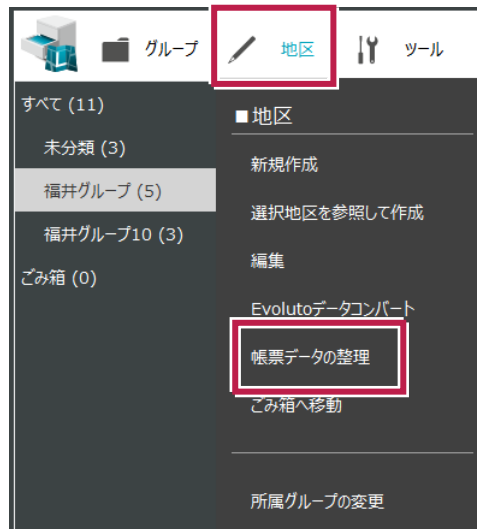 グループ 地区 ツール
すべて (11)
未分類 (3)
福井グループ (5)
福井グループ10 (3)
ごみ箱 (0)
■地区
新規作成
選択地区を参照して作成
編集
Evolutoデータコンバート
帳票データの整理
ごみ箱へ移動
所属グループの変更